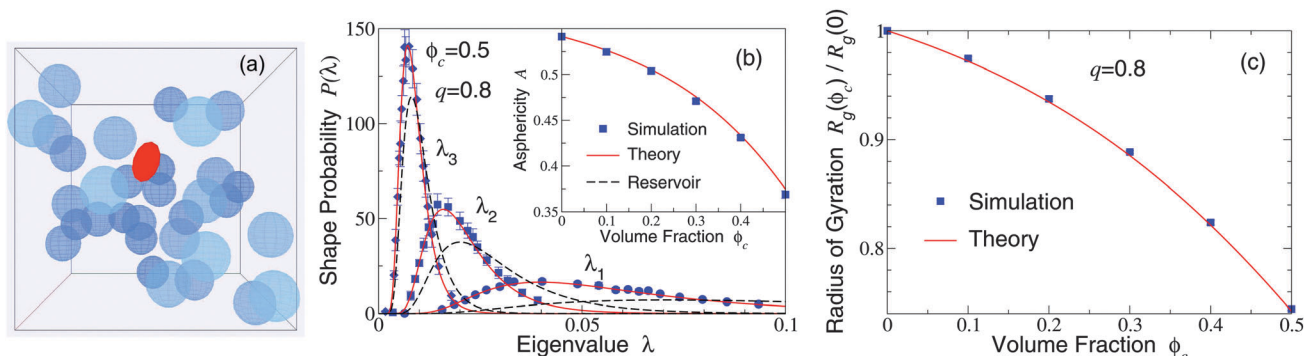 (a)
150
100
50
0
Shape Probability P(λ)
ϕc=0.5
q=0.8
λ3
λ2
λ1
0
0.05
0.1
Eigenvalue λ
(b)
Asphericity A
0.5
0.45
0.4
0.35
Simulation
Theory
Reservoir
0 0.1 0.2 0.3 0.4
Volume Fraction ϕc
(c)
q=0.8
Radius of Gyration Rg(ϕc) / Rg(0)
1
0.9
0.8
Simulation
Theory
0 0.1 0.2 0.3 0.4 0.5
Volume Fraction ϕc